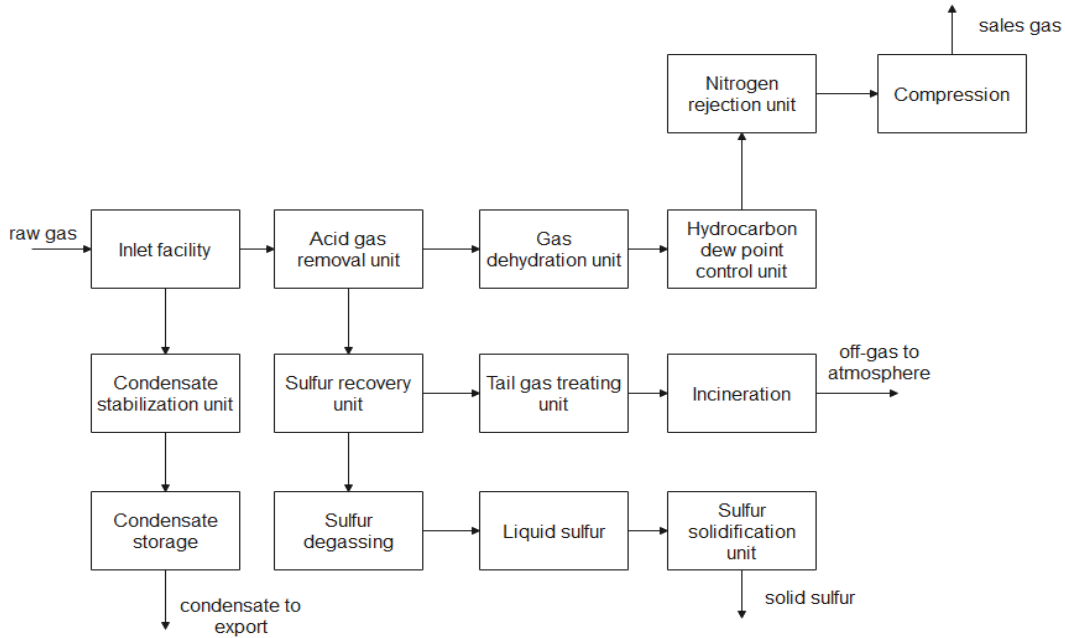 sales gas
Nitrogen
rejection unit
Compression
raw gas
Inlet facility
Acid gas
removal unit
Gas
dehydration unit
Hydrocarbon
dew point
control unit
Condensate
stabilization unit
Sulfur recovery
unit
Tail gas treating
unit
Incineration
off-gas to
atmosphere
Condensate
storage
Sulfur
degassing
Liquid sulfur
Sulfur
solidification
unit
condensate to
export
solid sulfur